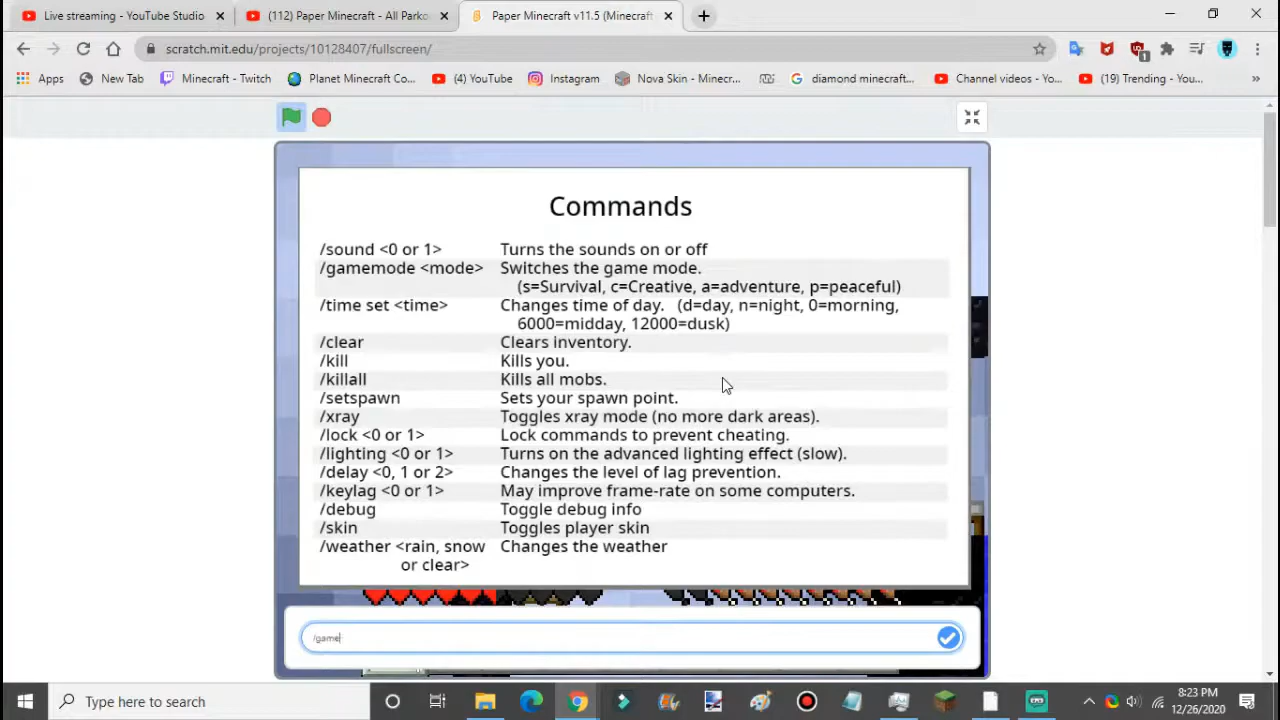 Live streaming - YouTube Studio
(112) Paper Minecraft - All Parko
Paper Minecraft v11.5 (Minecraft
scratch.mit.edu/projects/10128407/fullscreen/
1
Apps
New Tab
Minecraft - Twitch
Planet Minecraft Co...
(4) YouTube
Instagram
Nova Skin - Minecr...
diamond minecraft...
Channel videos - Yo...
(19) Trending - You...
»
Commands
/sound <0 or 1> Turns the sounds on or off
/gamemode <mode> Switches the game mode.
(s=Survival, c=Creative, a=adventure, p=peaceful)
/time set <time> Changes time of day. (d=day, n=night, 0=morning,
6000=midday, 12000=dusk)
/clear Clears inventory.
/kill Kills you.
/killall Kills all mobs.
/setspawn Sets your spawn point.
/xray Toggles xray mode (no more dark areas).
/lock <0 or 1> Lock commands to prevent cheating.
/lighting <0 or 1> Turns on the advanced lighting effect (slow).
/delay <0, 1 or 2> Changes the level of lag prevention.
/keylag <0 or 1> May improve frame-rate on some computers.
/debug Toggle debug info
/skin Toggles player skin
/weather <rain, snow Changes the weather
or clear>
/game
Type here to search
8:23 PM
12/26/2020